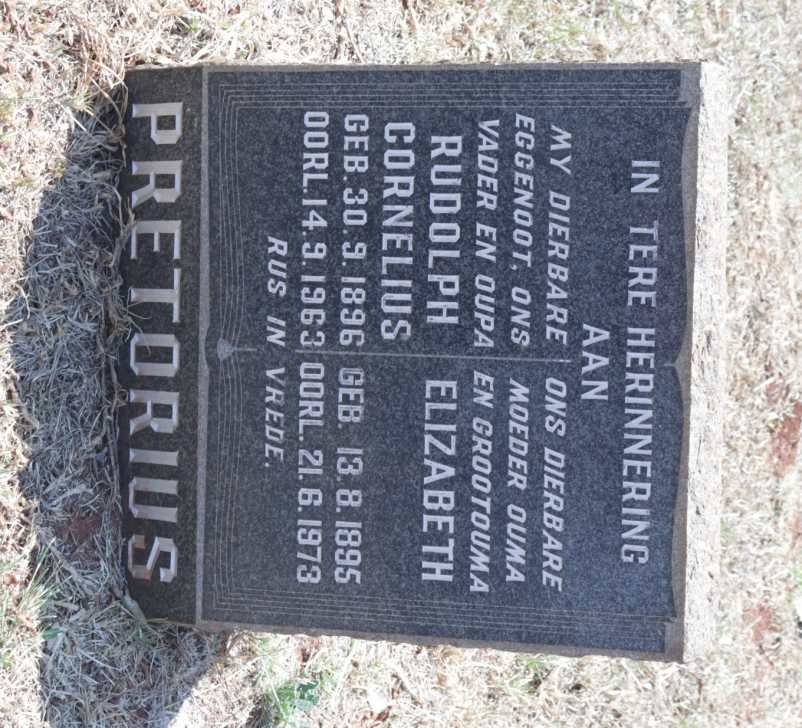 IN TERE HERINNERING
AAN
MY DIERBARE
EGGENOOT, ONS
VADER EN OUPA
RUDOLPH
CORNELIUS
GEB. 30.9.1896
OORL. 14.9.1963
ONS DIERBARE
MOEDER OUMA
EN GROOTOUMA
ELIZABETH
GEB. 13.8.1895
OORL. 21.6.1973
RUS IN VREDE.
PRETORIUS